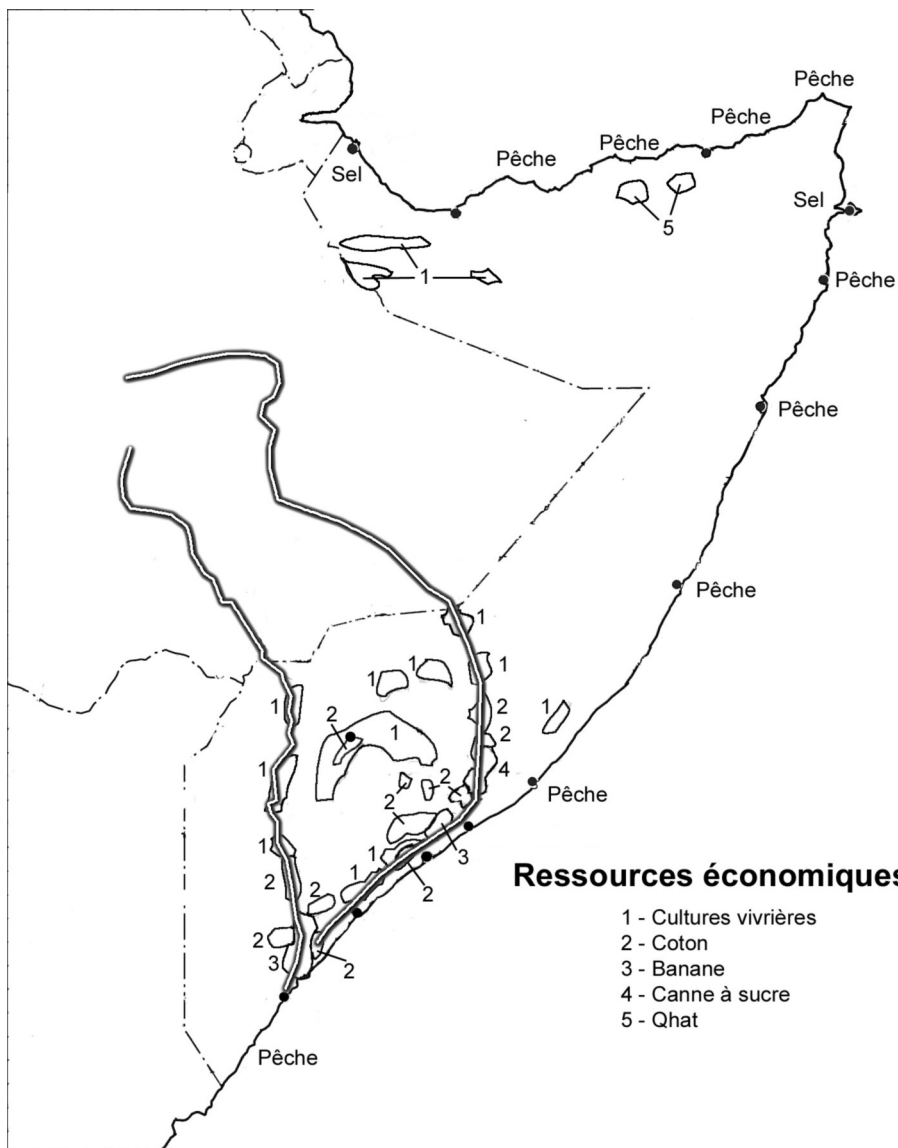 Pêche
Pêche
Pêche
Pêche
Sel
Sel
5
1
Pêche
Pêche
Pêche
1
1
1
1
1
2
1
2
1
2
1
4
2
2
Pêche
1
1
3
2
1
2
2
2
2
3
Pêche
Ressources économiques
1 - Cultures vivrières
2 - Coton
3 - Banane
4 - Canne à sucre
5 - Qhat